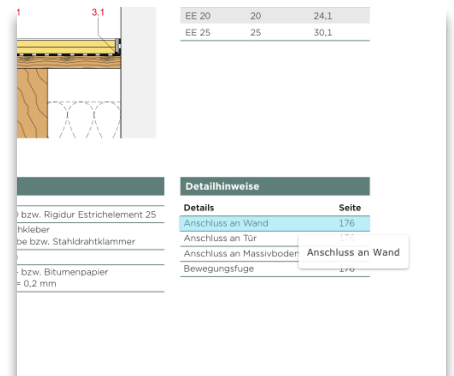 1
3.1
EE 20 20 24,1
EE 25 25 30,1
Detailhinweise
bzw. Rigidur Estrichelement 25
hkleber
be bzw. Stahldrahtklammer
bzw. Bitumenpapier
= 0,2 mm
Details Seite
Anschluss an Wand 176
Anschluss an Tür
Anschluss an Massivboden
Bewegungsfuge 176
Anschluss an Wand